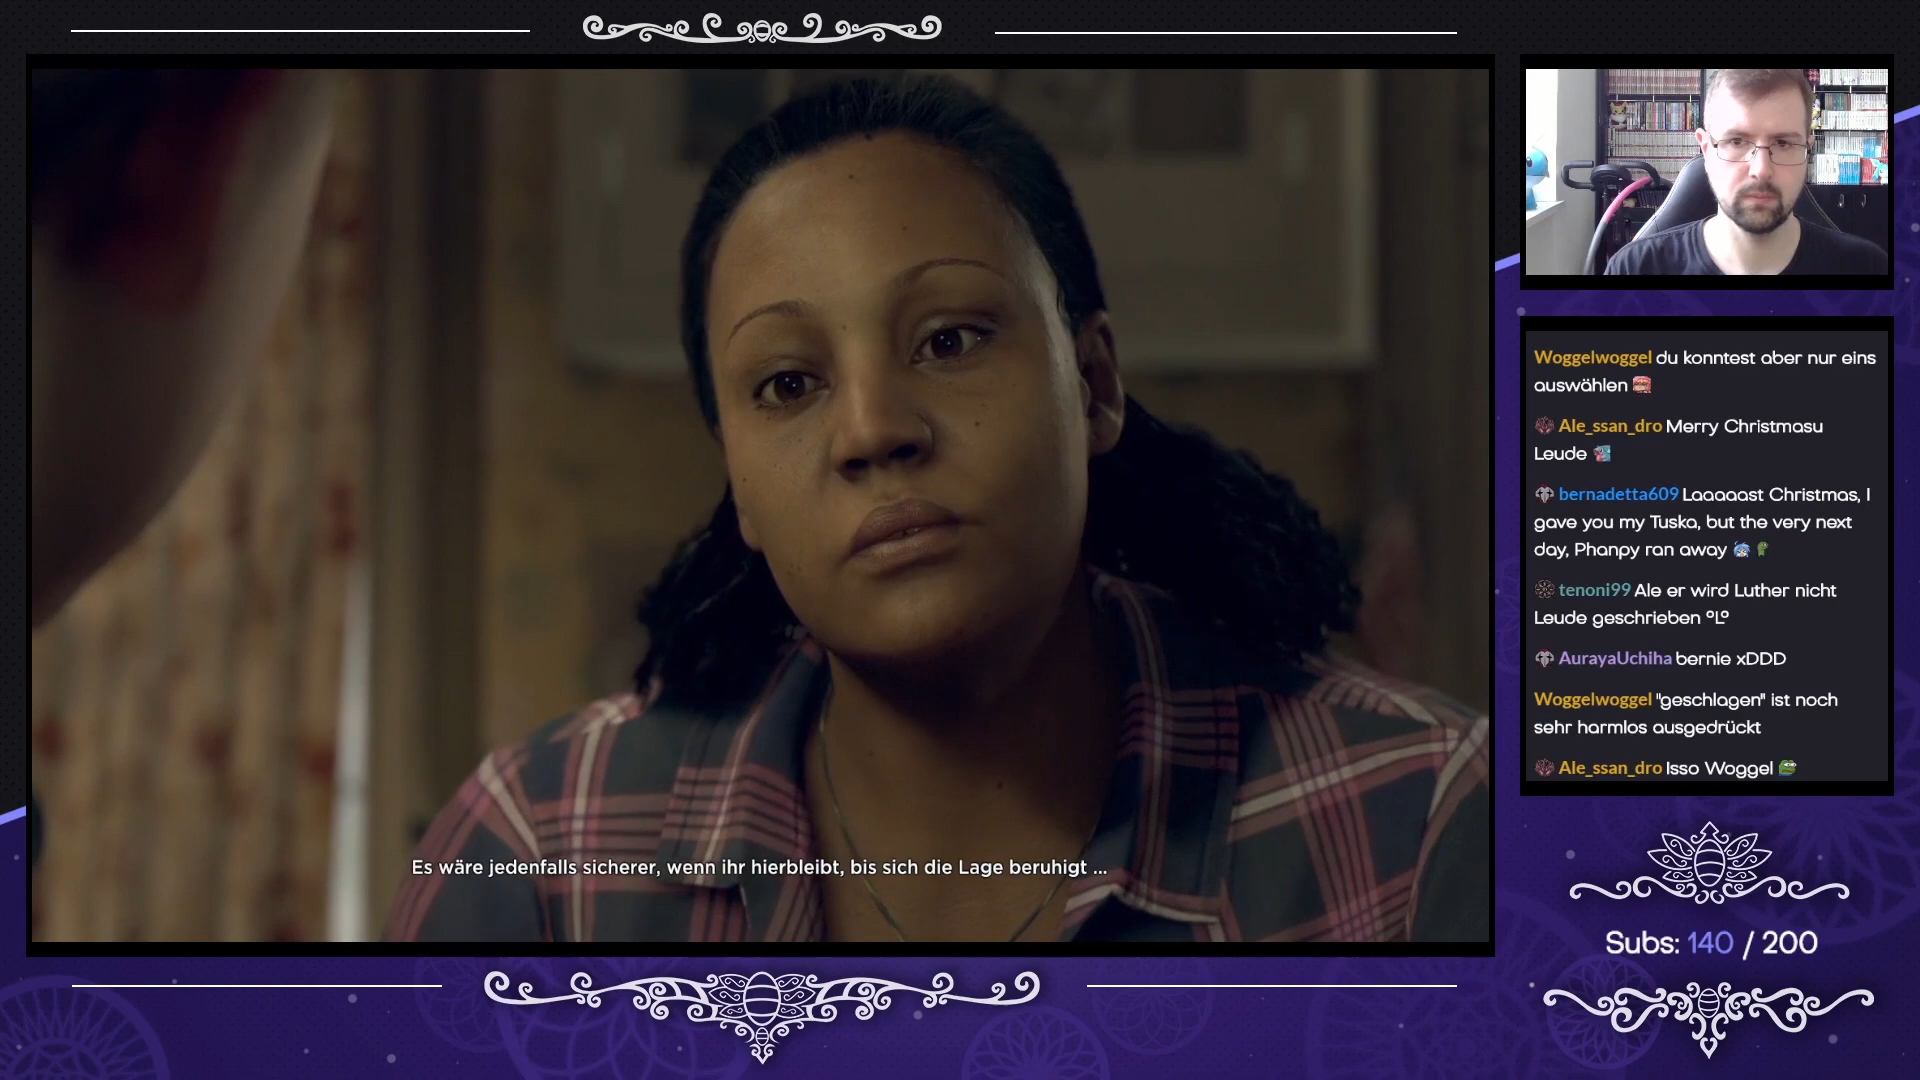 Es wäre jedenfalls sicherer, wenn ihr hierbleibt, bis sich die Lage beruhigt ...
Woggelwoggel du konntest aber nur eins
auswählen
Ale_ssan_dro Merry Christmasu
Leude
bernadetta609 Laaaaast Christmas, I
gave you my Tuska, but the very next
day, Phanpy ran away
tenoni99 Ale er wird Luther nicht
Leude geschrieben °L°
AurayaUchiha bernie xDDD
Woggelwoggel "geschlagen" ist noch
sehr harmlos ausgedrückt
Ale_ssan_dro Isso Woggel
Subs: 140 / 200